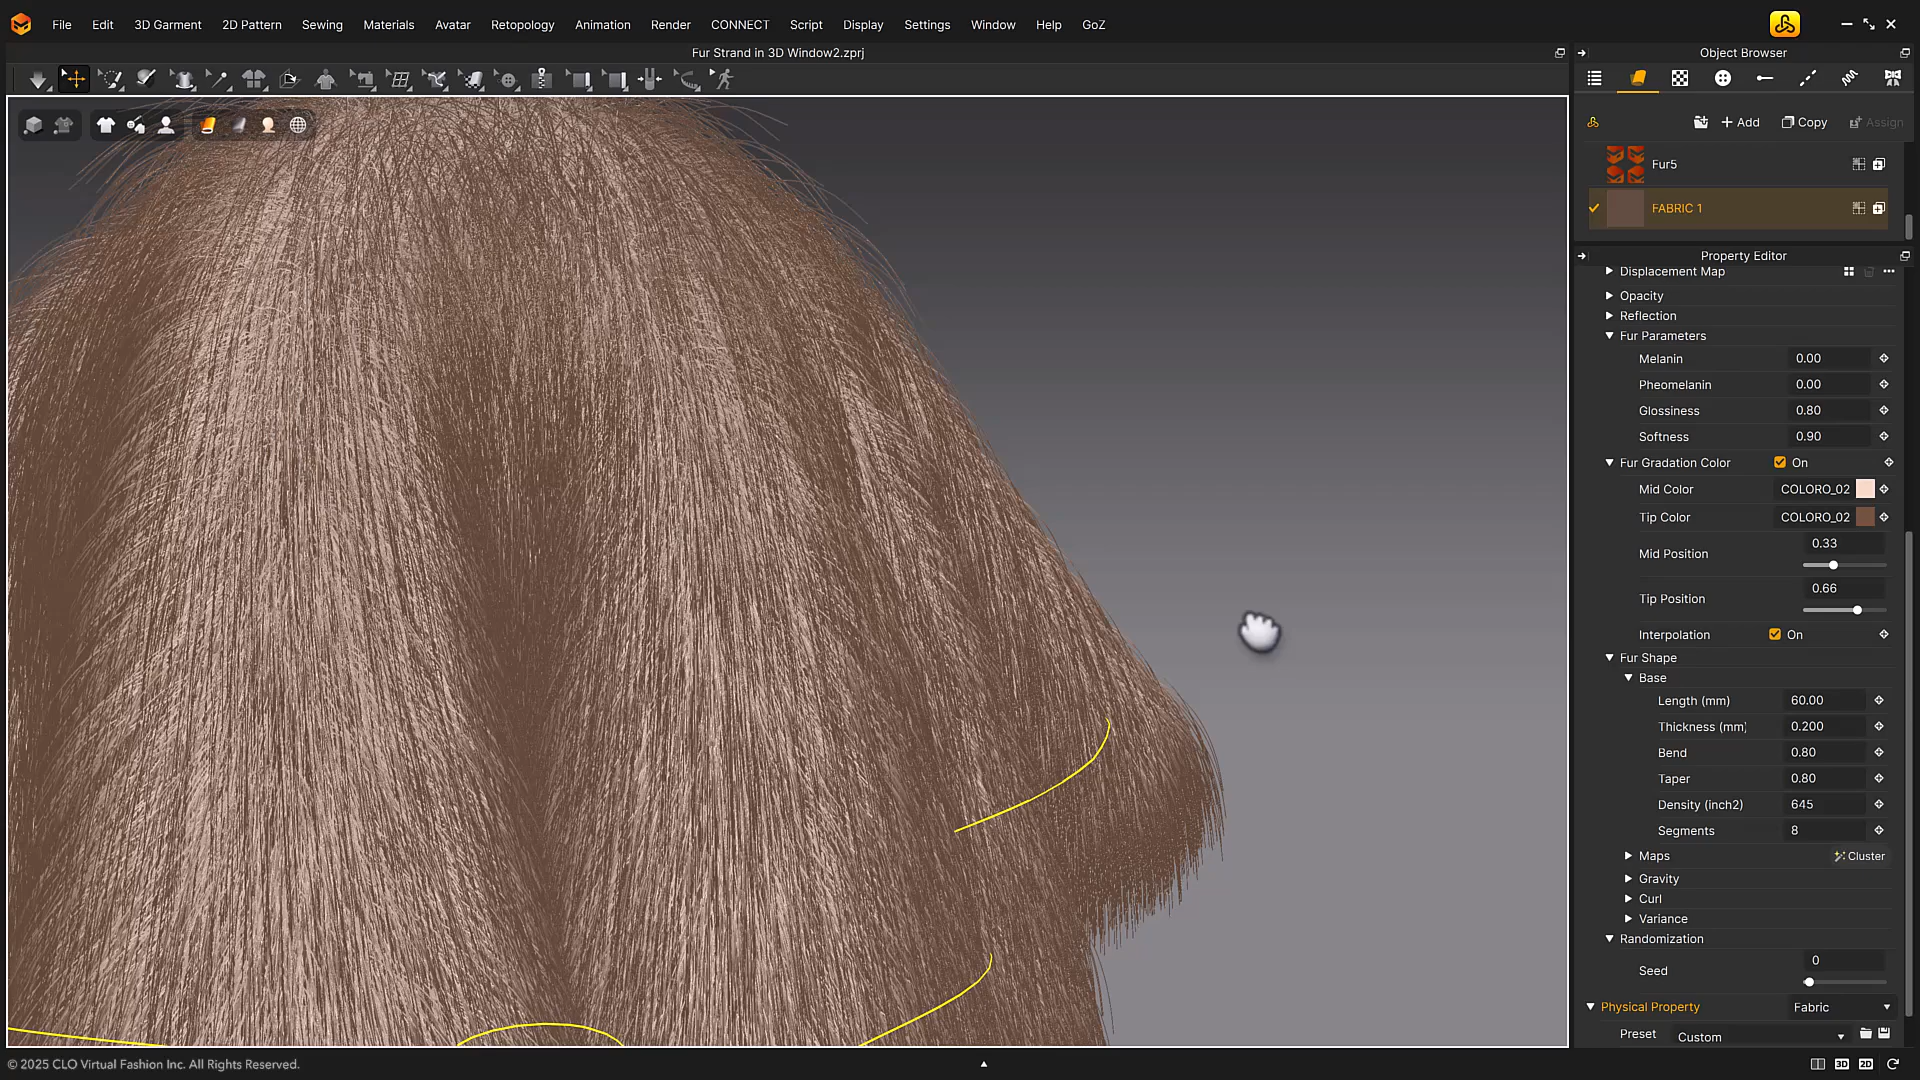 File Edit 3D Garment 2D Pattern Sewing Materials Avatar Retopology Animation Render CONNECT Script Display Settings Window Help GoZ
Fur Strand in 3D Window2.zprj
Object Browser
Add Copy Assign
Fur5
FABRIC 1
Property Editor
Displacement Map
Opacity
Reflection
Fur Parameters
Melanin 0.00
Pheomelanin 0.00
Glossiness 0.80
Softness 0.90
Fur Gradation Color On
Mid Color COLORO_02
Tip Color COLORO_02
Mid Position 0.33
Tip Position 0.66
Interpolation On
Fur Shape
Base
Length (mm) 60.00
Thickness (mm) 0.200
Bend 0.80
Taper 0.80
Density (inch2) 645
Segments 8
Maps Cluster
Gravity
Curl
Variance
Randomization
Seed 0
Physical Property Fabric
Preset Custom
© 2025 CLO Virtual Fashion Inc. All Rights Reserved.
3D 2D